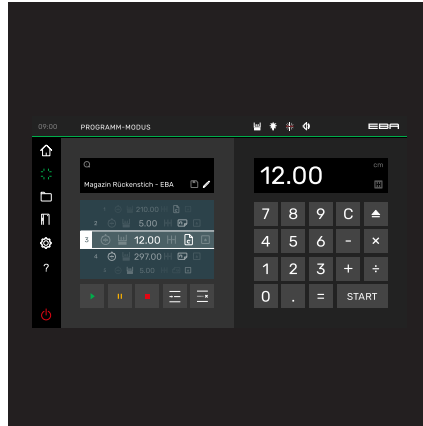 09:00 PROGRAMM-MODUS EBA
Magazin Rückenstich - EBA
210.00
2 5.00
3 12.00
4 297.00
5.00
12.00 cm
7 8 9 C
4 5 6 - ×
1 2 3 + ÷
0 . = START
?